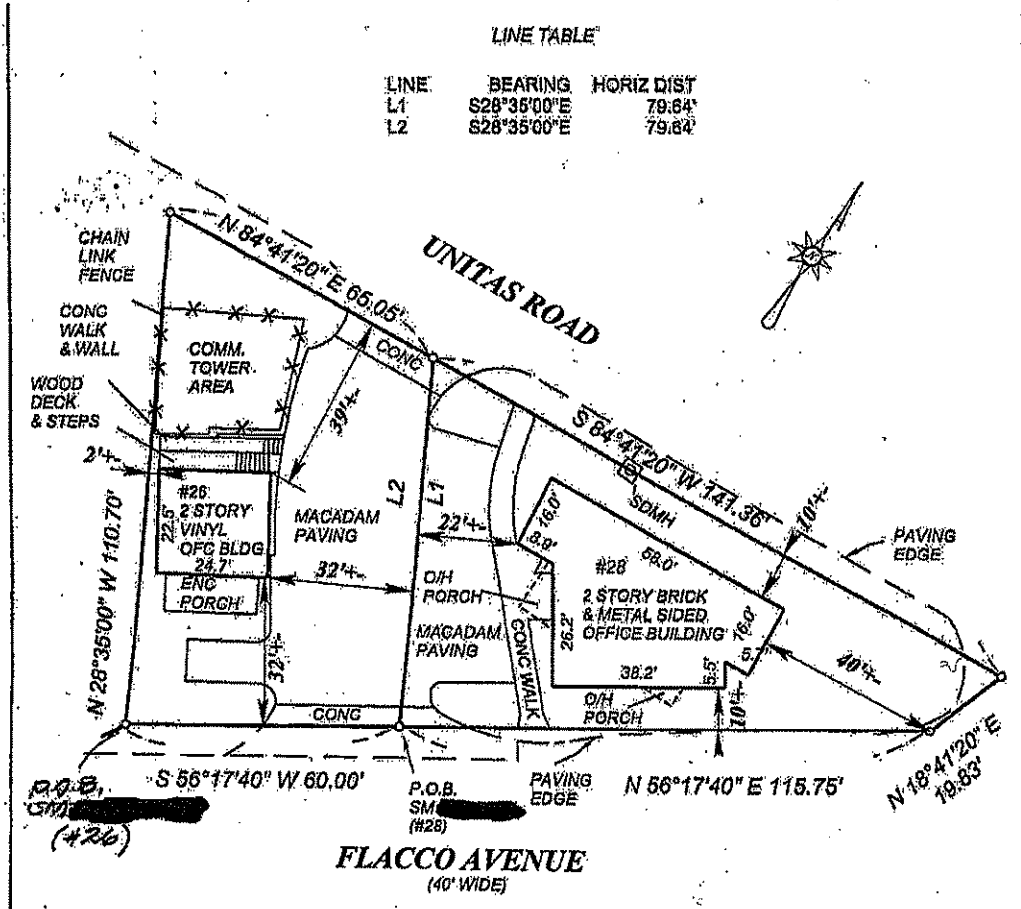 LINE TABLE
LINE BEARING HORIZ DIST
L1 S28°35'00"E 79.64'
L2 S28°35'00"E 79.64'
N 84°41'20" E 65.05'
UNITAS ROAD
CHAIN
LINK
FENCE
CONC
WALK
& WALL
WOOD
DECK
& STEPS
COMM.
TOWER
AREA
CONC
39'+-
2'+-
N 28°35'00" W 110.70'
#26
2 STORY
VINYL
OFC BLDG
22.5'
24.7'
ENC
PORCH
MACADAM
PAVING
32'+-
32'+-
L2
L1
22'+-
S 84°41'20" W 141.36'
SDMH
10'+-
PAVING
EDGE
16.0'
8.9'
58.0'
#28
2 STORY BRICK
& METAL SIDED
OFFICE BUILDING
16.0'
26.2'
38.2'
5.5'
40'+-
O/H
PORCH
MACADAM
PAVING
CONC WALK
O/H
PORCH
10'+-
CONC
S 56°17'40" W 60.00'
P.O.B.
(#26)
P.O.B.
SM
(#28)
PAVING
EDGE
N 56°17'40" E 115.75'
N 18°41'20" E
19.83'
FLACCO AVENUE
(40' WIDE)